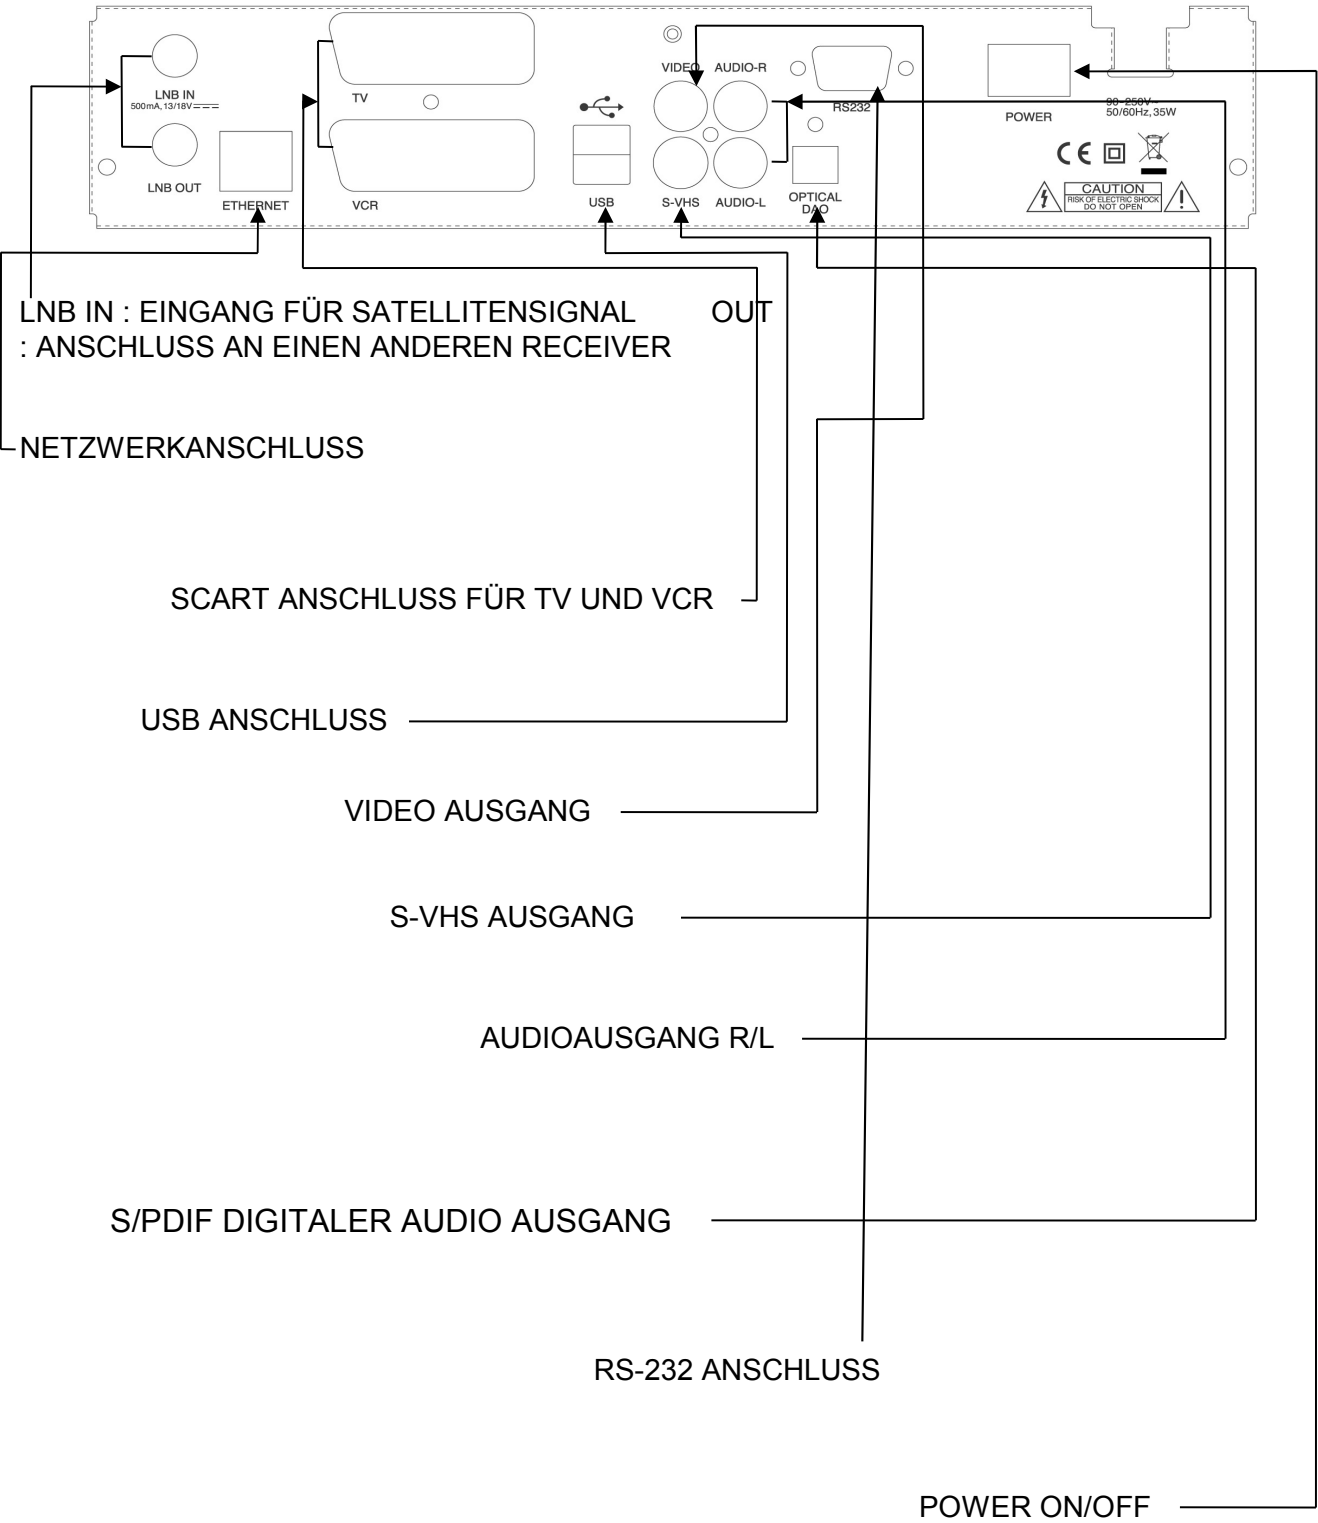 VIDEO AUDIO-R
LNB IN
500mA, 13/18V
TV
RS232
POWER
90~250V~
50/60Hz, 35W
LNB OUT
ETHERNET
VCR
USB
S-VHS
AUDIO-L
OPTICAL
DAO
CE
CAUTION
RISK OF ELECTRIC SHOCK
DO NOT OPEN
LNB IN : EINGANG FÜR SATELLITENSIGNAL OUT
: ANSCHLUSS AN EINEN ANDEREN RECEIVER
NETZWERKANSCHLUSS
SCART ANSCHLUSS FÜR TV UND VCR
USB ANSCHLUSS
VIDEO AUSGANG
S-VHS AUSGANG
AUDIOAUSGANG R/L
S/PDIF DIGITALER AUDIO AUSGANG
RS-232 ANSCHLUSS
POWER ON/OFF